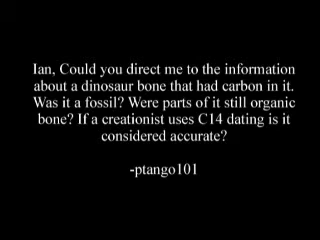 Ian, Could you direct me to the information
about a dinosaur bone that had carbon in it.
Was it a fossil? Were parts of it still organic
bone? If a creationist uses C14 dating is it
considered accurate?
-ptango101